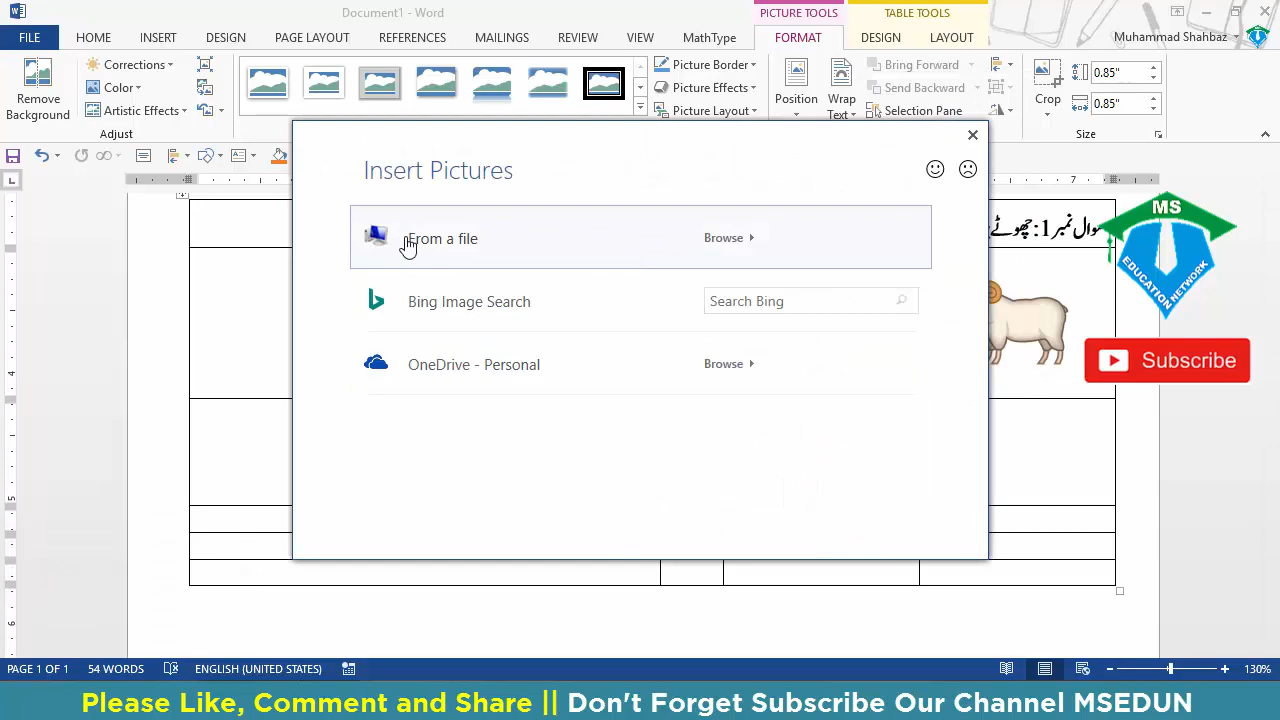 Document1 - Word
PICTURE TOOLS
TABLE TOOLS
FILE
HOME
INSERT
DESIGN
PAGE LAYOUT
REFERENCES
MAILINGS
REVIEW
VIEW
MathType
FORMAT
DESIGN
LAYOUT
Muhammad Shahbaz
Remove Background
Corrections
Color
Artistic Effects
Adjust
Picture Border
Picture Effects
Picture Layout
Position
Wrap Text
Bring Forward
Send Backward
Selection Pane
Crop
0.85"
0.85"
Size
7
Insert Pictures
From a file
Browse
Bing Image Search
Search Bing
OneDrive - Personal
Browse
سوال نمبر 1: چھوٹے
MS
EDUCATION NETWORK
Subscribe
4
5
6
PAGE 1 OF 1
54 WORDS
ENGLISH (UNITED STATES)
130%
Please Like, Comment and Share || Don't Forget Subscribe Our Channel MSEDUN